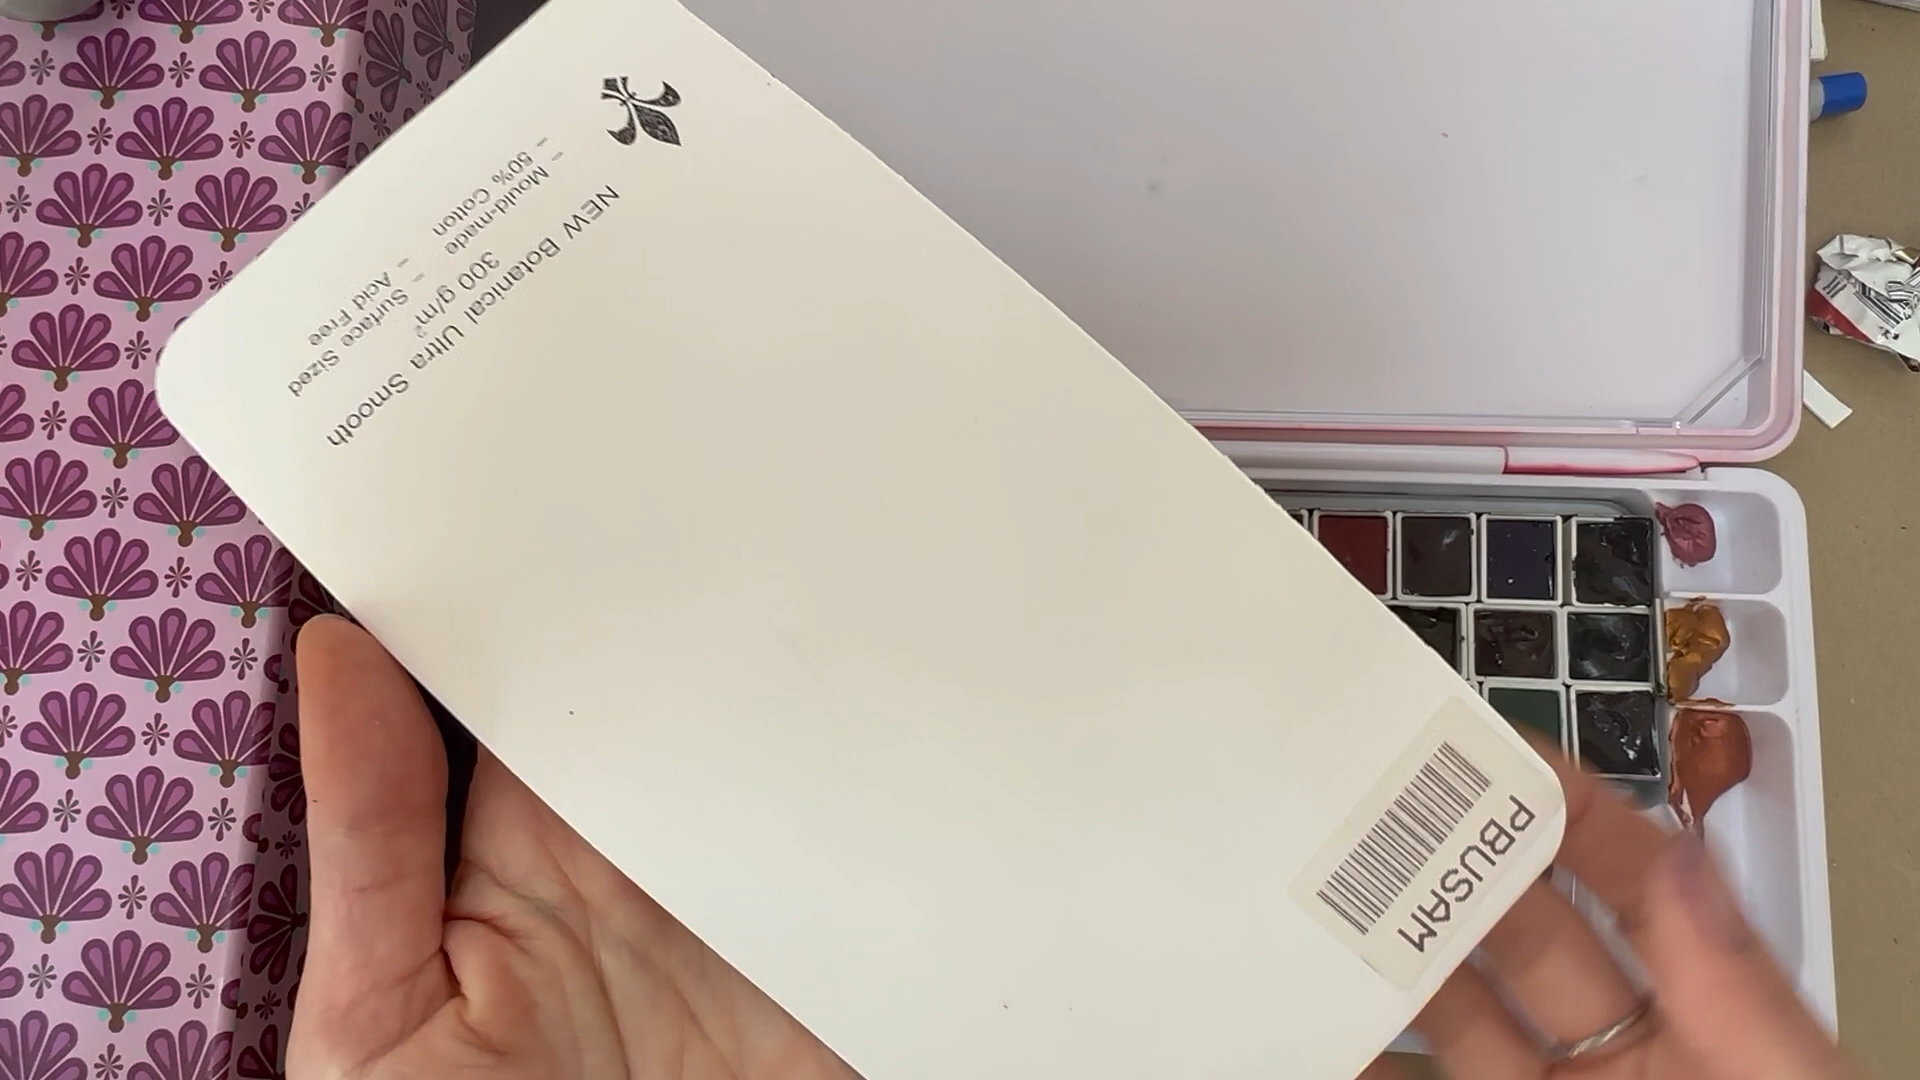 NEW Botanical Ultra Smooth
300 g/m²
– Mould-made
– 50% Cotton
– Surface Sized
– Acid Free
PBUSAM